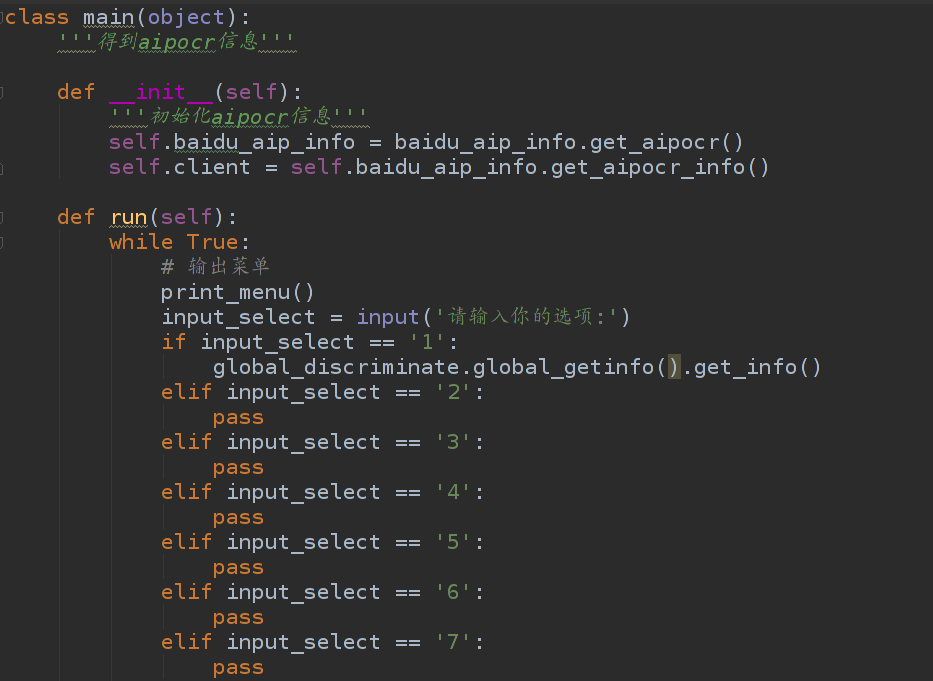 class main(object):
    '''得到aipocr信息'''
    def __init__(self):
        '''初始化aipocr信息'''
        self.baidu_aip_info = baidu_aip_info.get_aipocr()
        self.client = self.baidu_aip_info.get_aipocr_info()
    def run(self):
        while True:
            # 输出菜单
            print_menu()
            input_select = input('请输入你的选项:')
            if input_select == '1':
                global_discriminate.global_getinfo().get_info()
            elif input_select == '2':
                pass
            elif input_select == '3':
                pass
            elif input_select == '4':
                pass
            elif input_select == '5':
                pass
            elif input_select == '6':
                pass
            elif input_select == '7':
                pass